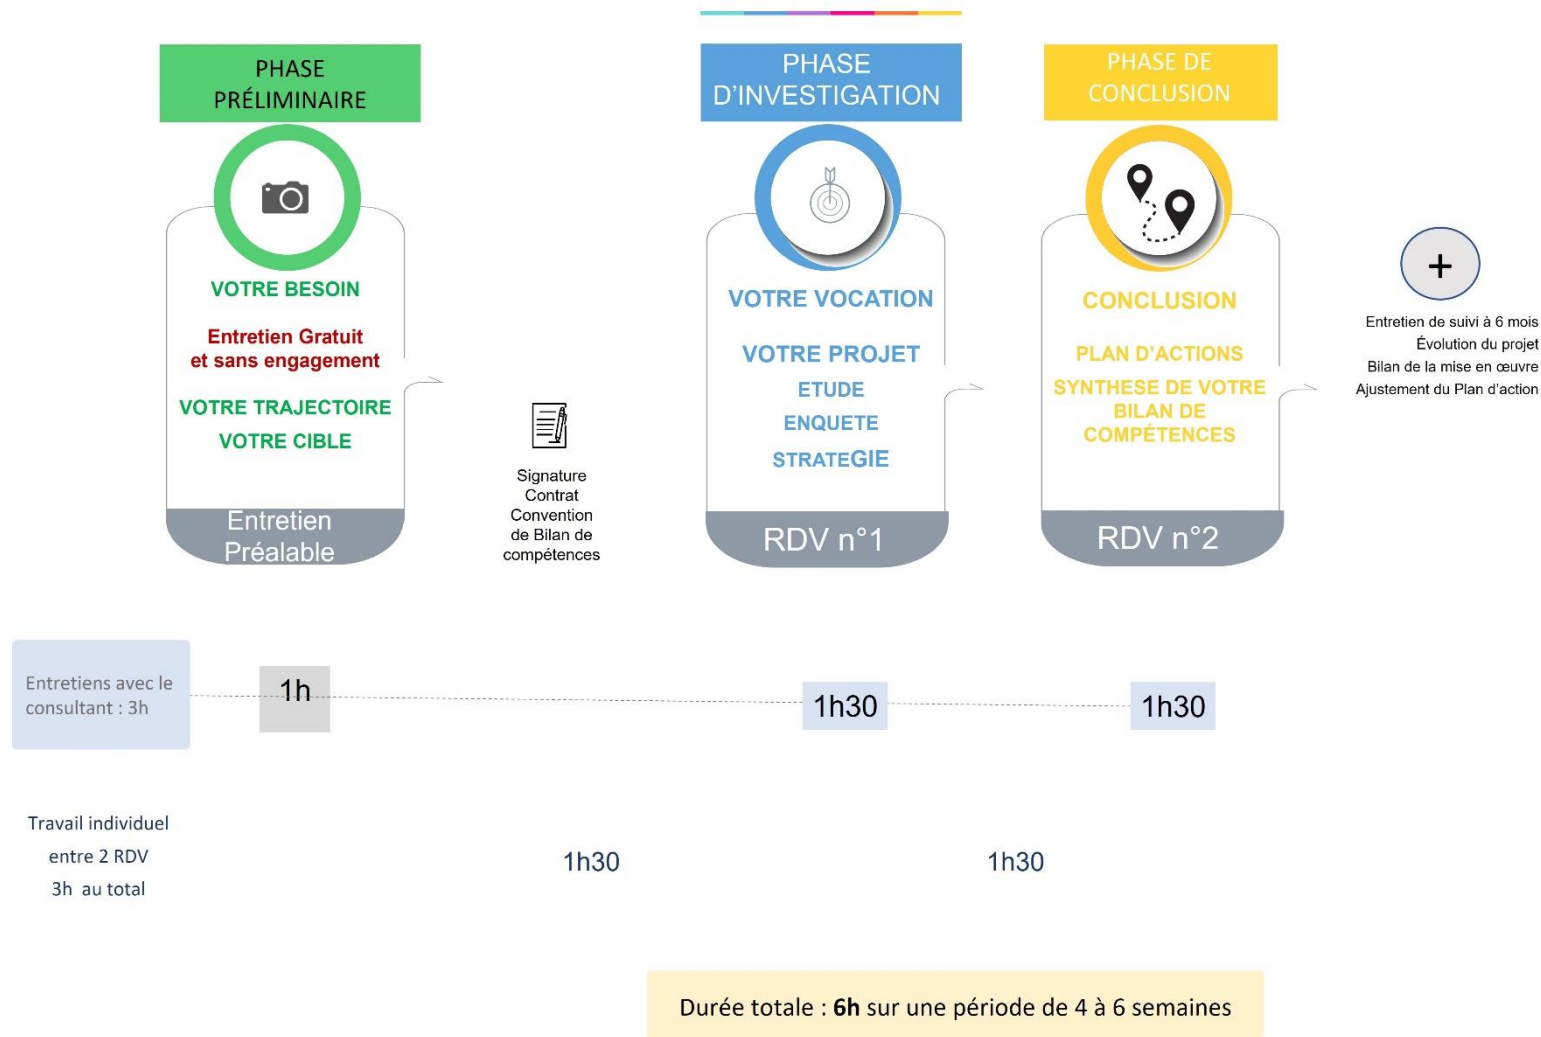 PHASE
PRÉLIMINAIRE
VOTRE BESOIN
Entretien Gratuit
et sans engagement
VOTRE TRAJECTOIRE
VOTRE CIBLE
Entretien
Préalable
Signature
Contrat
Convention
de Bilan de
compétences
PHASE
D'INVESTIGATION
VOTRE VOCATION
VOTRE PROJET
ETUDE
ENQUETE
STRATEGIE
RDV n°1
PHASE DE
CONCLUSION
CONCLUSION
PLAN D'ACTIONS
SYNTHESE DE VOTRE
BILAN DE
COMPÉTENCES
RDV n°2
+
Entretien de suivi à 6 mois
Évolution du projet
Bilan de la mise en œuvre
Ajustement du Plan d'action
Entretiens avec le
consultant : 3h
1h
1h30
1h30
Travail individuel
entre 2 RDV
3h au total
1h30
1h30
Durée totale : 6h sur une période de 4 à 6 semaines